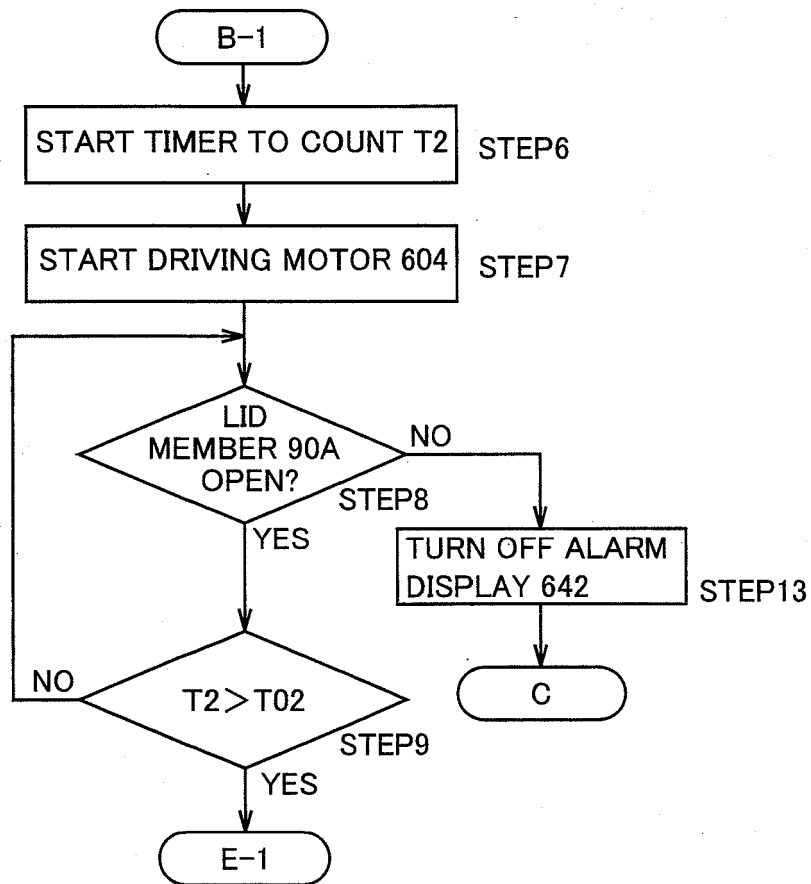 B-1
START TIMER TO COUNT T2
STEP6
START DRIVING MOTOR 604
STEP7
LID
MEMBER 90A
OPEN?
NO
STEP8
YES
TURN OFF ALARM
DISPLAY 642
STEP13
C
NO
T2>T02
STEP9
YES
E-1